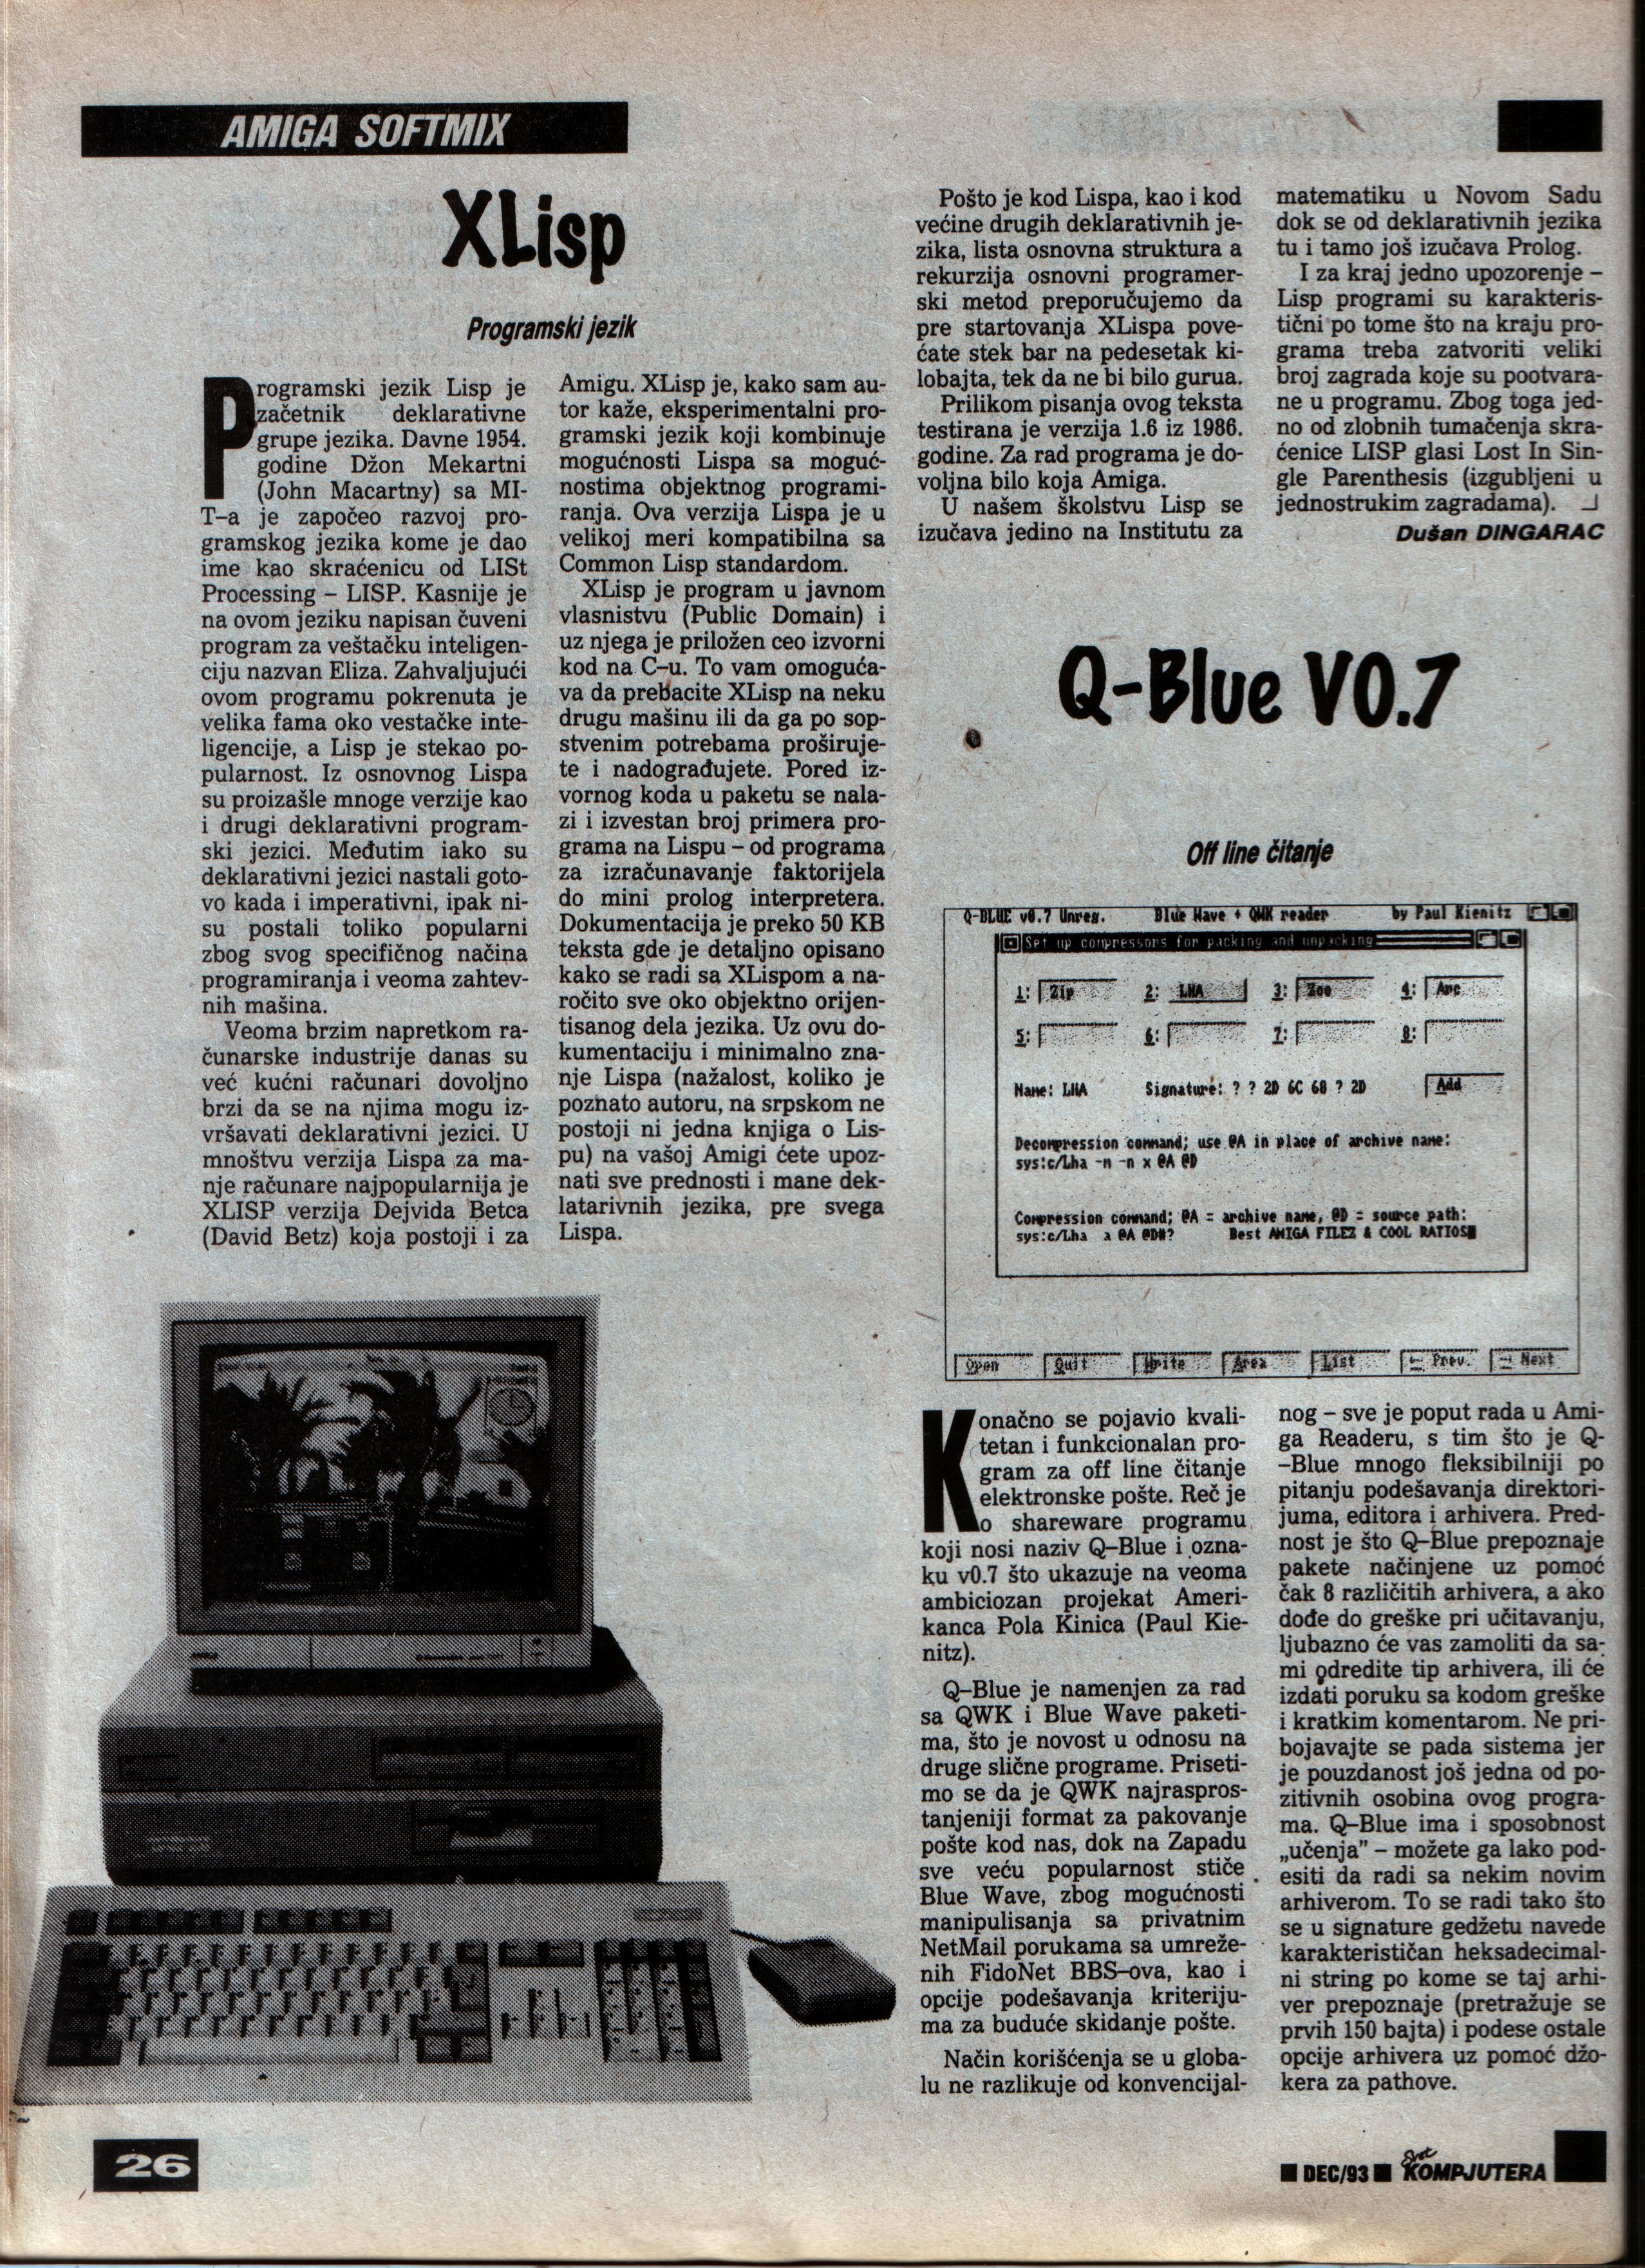 AMIGA SOFTMIX
XLisp
Programski jezik
Programski jezik Lisp je
začetnik deklarativne
grupe jezika. Davne 1954.
godine Džon Mekartni
(John Macartny) sa MI-
T-a je započeo razvoj pro-
gramskog jezika kome je dao
ime kao skraćenicu od LISt
Processing – LISP. Kasnije je
na ovom jeziku napisan čuveni
program za veštačku inteligen-
ciju nazvan Eliza. Zahvaljujući
ovom programu pokrenuta je
velika fama oko vestačke inte-
ligencije, a Lisp je stekao po-
pularnost. Iz osnovnog Lispa
su proizašle mnoge verzije kao
i drugi deklarativni program-
ski jezici. Međutim iako su
deklarativni jezici nastali goto-
vo kada i imperativni, ipak ni-
su postali toliko popularni
zbog svog specifičnog načina
programiranja i veoma zahtev-
nih mašina.
Veoma brzim napretkom ra-
čunarske industrije danas su
već kućni računari dovoljno
brzi da se na njima mogu iz-
vršavati deklarativni jezici. U
mnoštvu verzija Lispa za ma-
nje računare najpopularnija je
XLISP verzija Dejvida Betca
(David Betz) koja postoji i za
Amigu. XLisp je, kako sam au-
tor kaže, eksperimentalni pro-
gramski jezik koji kombinuje
mogućnosti Lispa sa moguć-
nostima objektnog programi-
ranja. Ova verzija Lispa je u
velikoj meri kompatibilna sa
Common Lisp standardom.
XLisp je program u javnom
vlasnistvu (Public Domain) i
uz njega je priložen ceo izvorni
kod na C–u. To vam omoguća-
va da prebacite XLisp na neku
drugu mašinu ili da ga po sop-
stvenim potrebama proširuje-
te i nadograđujete. Pored iz-
vornog koda u paketu se nala-
zi i izvestan broj primera pro-
grama na Lispu – od programa
za izračunavanje faktorijela
do mini prolog interpretera.
Dokumentacija je preko 50 KB
teksta gde je detaljno opisano
kako se radi sa XLispom a na-
ročito sve oko objektno orijen-
tisanog dela jezika. Uz ovu do-
kumentaciju i minimalno zna-
nje Lispa (nažalost, koliko je
poznato autoru, na srpskom ne
postoji ni jedna knjiga o Lis-
pu) na vašoj Amigi ćete upoz-
nati sve prednosti i mane dek-
latarivnih jezika, pre svega
Lispa.
Pošto je kod Lispa, kao i kod
većine drugih deklarativnih je-
zika, lista osnovna struktura a
rekurzija osnovni programer-
ski metod preporučujemo da
pre startovanja XLispa pove-
ćate stek bar na pedesetak ki-
lobajta, tek da ne bi bilo gurua.
Prilikom pisanja ovog teksta
testirana je verzija 1.6 iz 1986.
godine. Za rad programa je do-
voljna bilo koja Amiga.
U našem školstvu Lisp se
izučava jedino na Institutu za
matematiku u Novom Sadu
dok se od deklarativnih jezika
tu i tamo još izučava Prolog.
I za kraj jedno upozorenje –
Lisp programi su karakteris-
tični po tome što na kraju pro-
grama treba zatvoriti veliki
broj zagrada koje su pootvara-
ne u programu. Zbog toga jed-
no od zlobnih tumačenja skra-
ćenice LISP glasi Lost In Sin-
gle Parenthesis (izgubljeni u
jednostrukim zagradama).
Dušan DINGARAC
Q–Blue V0.7
Off line čitanje
Q-BLUE v0.7 Unreg. Blue Wave + QWK reader by Paul Kienitz
Set up compressors for packing and unpacking
1: Zip 2: LHA 3: Zoo 4: Arc
5: 6: 7: 8:
Name: LHA Signature: ? ? 2D 6C 68 ? 2D Add
Decompression command; use @A in place of archive name:
sys:c/Lha -m -n x @A @D
Compression command; @A = archive name, @D = source path:
sys:c/Lha a @A @D#? Best AMIGA FILEZ & COOL RATIOS
Open Quit Write Area List Prev. Next
Konačno se pojavio kvali-
tetan i funkcionalan pro-
gram za off line čitanje
elektronske pošte. Reč je
o shareware programu
koji nosi naziv Q–Blue i ozna-
ku v0.7 što ukazuje na veoma
ambiciozan projekat Ameri-
kanca Pola Kinica (Paul Kie-
nitz).
Q–Blue je namenjen za rad
sa QWK i Blue Wave paketi-
ma, što je novost u odnosu na
druge slične programe. Priseti-
mo se da je QWK najraspros-
tanjeniji format za pakovanje
pošte kod nas, dok na Zapadu
sve veću popularnost stiče
Blue Wave, zbog mogućnosti
manipulisanja sa privatnim
NetMail porukama sa umreže-
nih FidoNet BBS–ova, kao i
opcije podešavanja kriteriju-
ma za buduće skidanje pošte.
Način korišćenja se u globa-
lu ne razlikuje od konvencijal-
nog – sve je poput rada u Ami-
ga Readeru, s tim što je Q-
-Blue mnogo fleksibilniji po
pitanju podešavanja direktori-
juma, editora i arhivera. Pred-
nost je što Q–Blue prepoznaje
pakete načinjene uz pomoć
čak 8 različitih arhivera, a ako
dođe do greške pri učitavanju,
ljubazno će vas zamoliti da sa-
mi odredite tip arhivera, ili će
izdati poruku sa kodom greške
i kratkim komentarom. Ne pri-
bojavajte se pada sistema jer
je pouzdanost još jedna od po-
zitivnih osobina ovog progra-
ma. Q–Blue ima i sposobnost
„učenja” – možete ga lako pod-
esiti da radi sa nekim novim
arhiverom. To se radi tako što
se u signature gedžetu navede
karakterističan heksadecimal-
ni string po kome se taj arhi-
ver prepoznaje (pretražuje se
prvih 150 bajta) i podese ostale
opcije arhivera uz pomoć džo-
kera za pathove.
26
DEC/93 Svet KOMPJUTERA